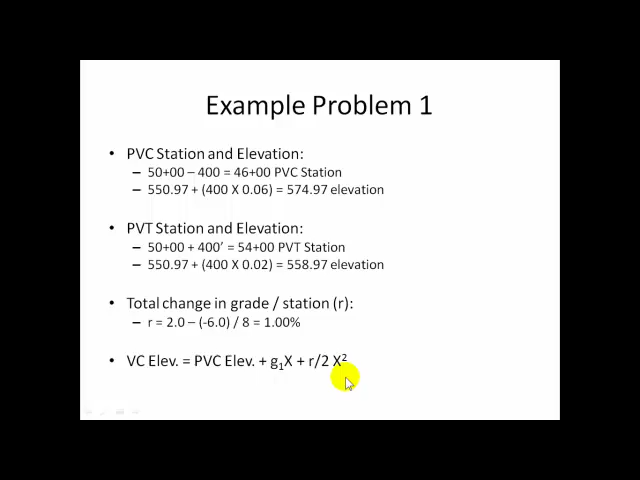 Example Problem 1
• PVC Station and Elevation:
– 50+00 – 400 = 46+00 PVC Station
– 550.97 + (400 X 0.06) = 574.97 elevation
• PVT Station and Elevation:
– 50+00 + 400’ = 54+00 PVT Station
– 550.97 + (400 X 0.02) = 558.97 elevation
• Total change in grade / station (r):
– r = 2.0 – (-6.0) / 8 = 1.00%
• VC Elev. = PVC Elev. + g₁X + r/2 X²